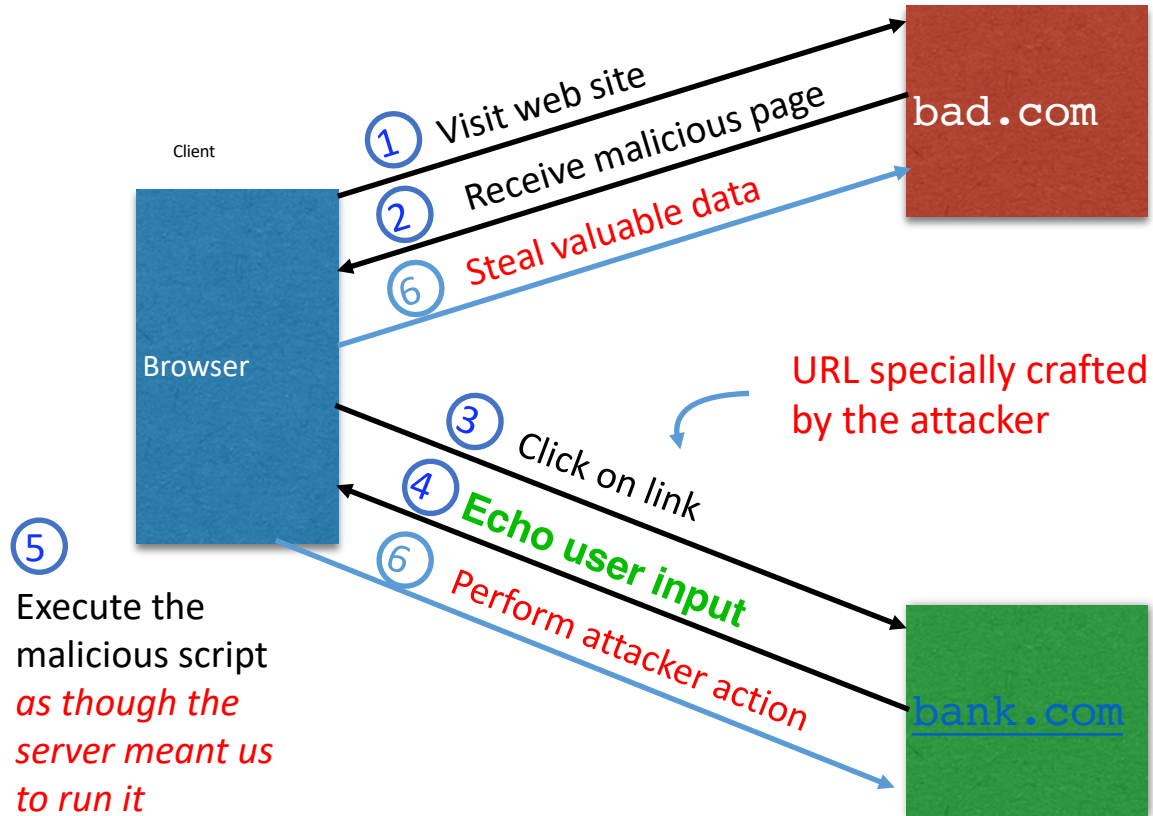 Client
Browser
bad.com
1 Visit web site
2 Receive malicious page
6 Steal valuable data
URL specially crafted
by the attacker
3 Click on link
4 Echo user input
6 Perform attacker action
5
Execute the
malicious script
as though the
server meant us
to run it
bank.com